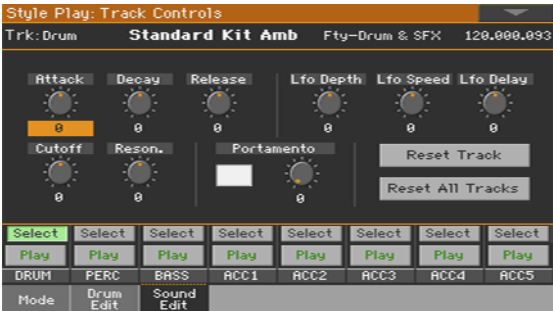 Style Play: Track Controls
Trk:Drum Standard Kit Amb Fty-Drum & SFX 120.000.093
Attack Decay Release Lfo Depth Lfo Speed Lfo Delay
0 0 0 0 0 0
Cutoff Reson. Portamento Reset Track
0 0 0 Reset All Tracks
Select Select Select Select Select Select Select Select
Play Play Play Play Play Play Play Play
DRUM PERC BASS ACC1 ACC2 ACC3 ACC4 ACC5
Mode Drum Edit Sound Edit